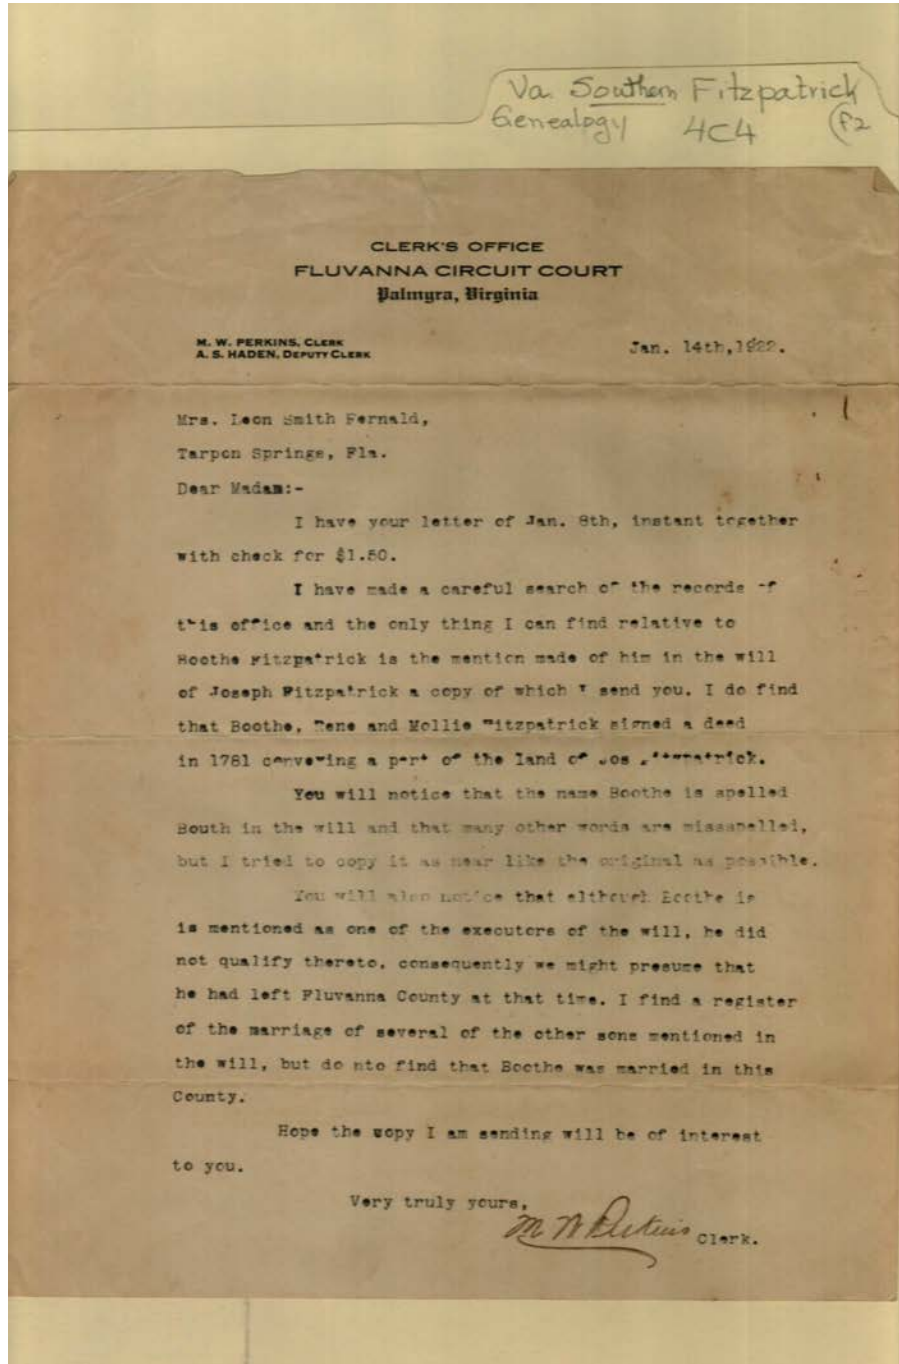 Va. Southern Fitzpatrick
Genealogy 4C4 (F2
CLERK'S OFFICE
FLUVANNA CIRCUIT COURT
Palmyra, Virginia
M. W. PERKINS, CLERK
A. S. HADEN, DEPUTY CLERK
Jan. 14th,1922.
Mrs. Leon Smith Fernald,
Tarpon Springs, Fla.
Dear Madam:-
I have your letter of Jan. 8th, instant together
with check for $1.50.
I have made a careful search of the records of
this office and the only thing I can find relative to
Boothe Fitzpatrick is the mention made of him in the will
of Joseph Fitzpatrick a copy of which I send you. I do find
that Boothe, and Mollie Fitzpatrick signed a deed
in 1781 conveying a part of the land of Jos Fitzpatrick.
You will notice that the name Boothe is spelled
Bouth in the will and that many other words are missspelled,
but I tried to copy it as near like the original as possible.
You will also notice that although Boothe is
is mentioned as one of the executors of the will, he did
not qualify thereto, consequently we might presume that
he had left Fluvanna County at that time. I find a register
of the marriage of several of the other sons mentioned in
the will, but do nto find that Boothe was married in this
County.
Hope the wopy I am sending will be of interest
to you.
Very truly yours,
M W Perkins Clerk.